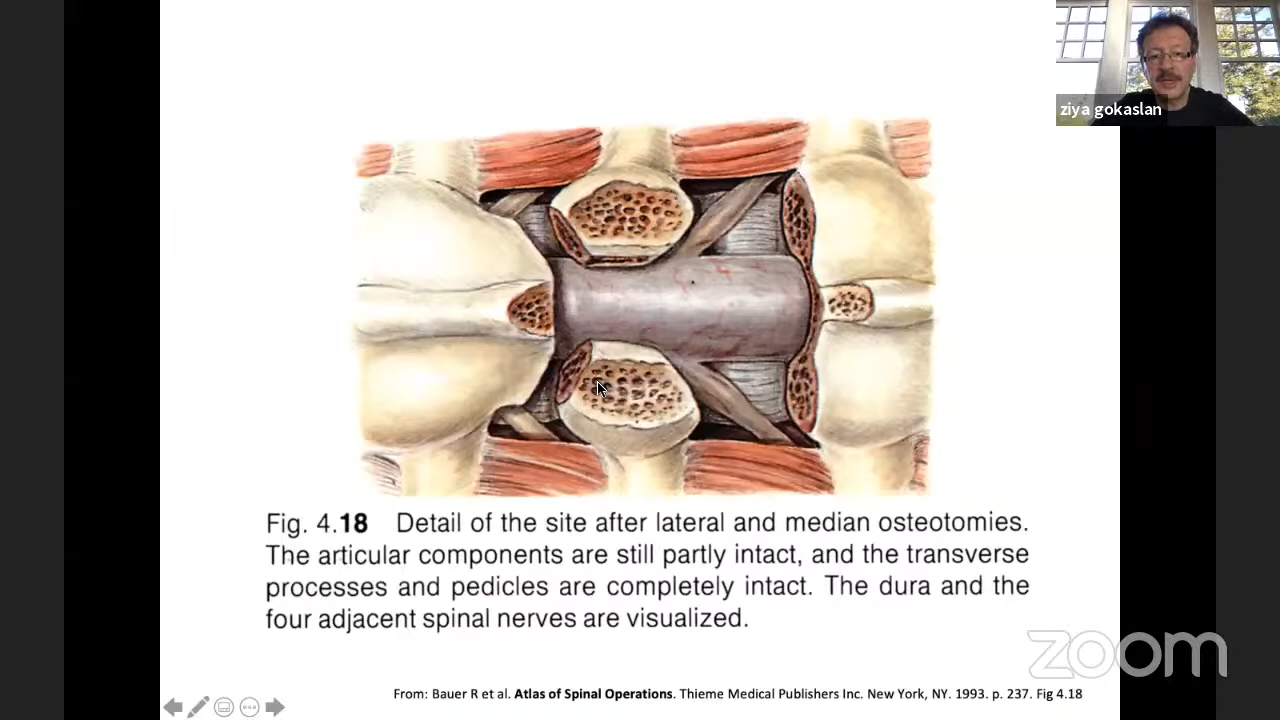 ziya gokaslan
Fig. 4.18 Detail of the site after lateral and median osteotomies.
The articular components are still partly intact, and the transverse
processes and pedicles are completely intact. The dura and the
four adjacent spinal nerves are visualized.
zoom
From: Bauer R et al. Atlas of Spinal Operations. Thieme Medical Publishers Inc. New York, NY. 1993. p. 237. Fig 4.18